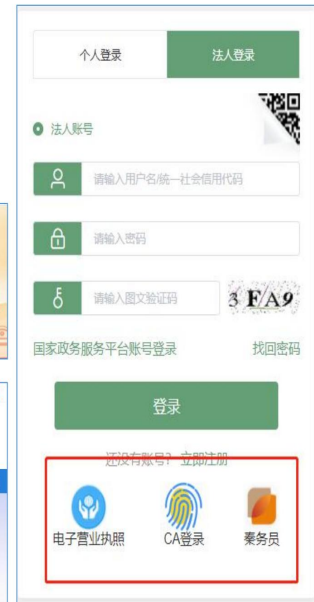 个人登录
法人登录
法人账号
请输入用户名/统一社会信用代码
请输入密码
请输入图文验证码
3 F A 9
国家政务服务平台账号登录
找回密码
登录
还没有账号? 立即注册
电子营业执照
CA登录
秦务员